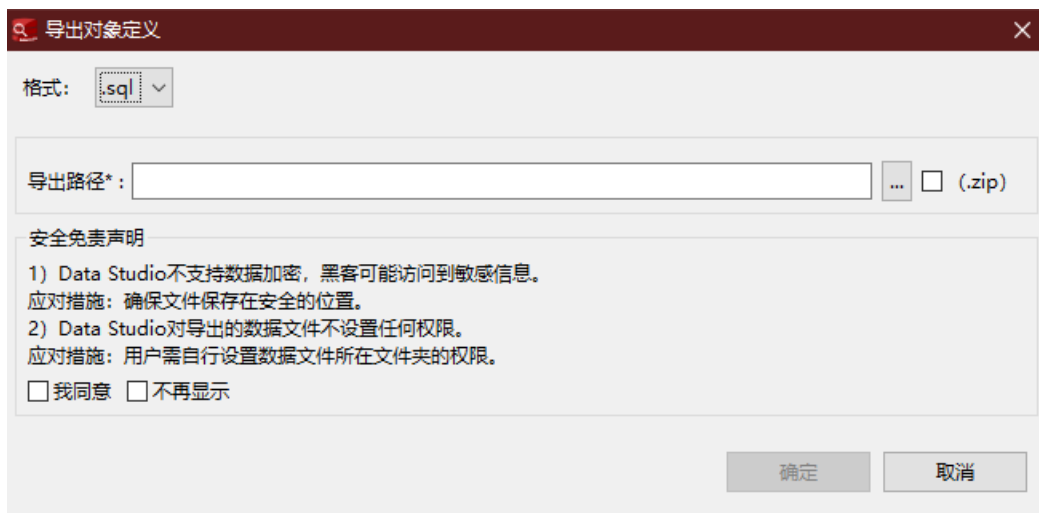 导出对象定义
格式： .sql
导出路径*： ... (.zip)
安全免责声明
1）Data Studio不支持数据加密，黑客可能访问到敏感信息。
应对措施：确保文件保存在安全的位置。
2）Data Studio对导出的数据文件不设置任何权限。
应对措施：用户需自行设置数据文件所在文件夹的权限。
我同意 不再显示
确定 取消